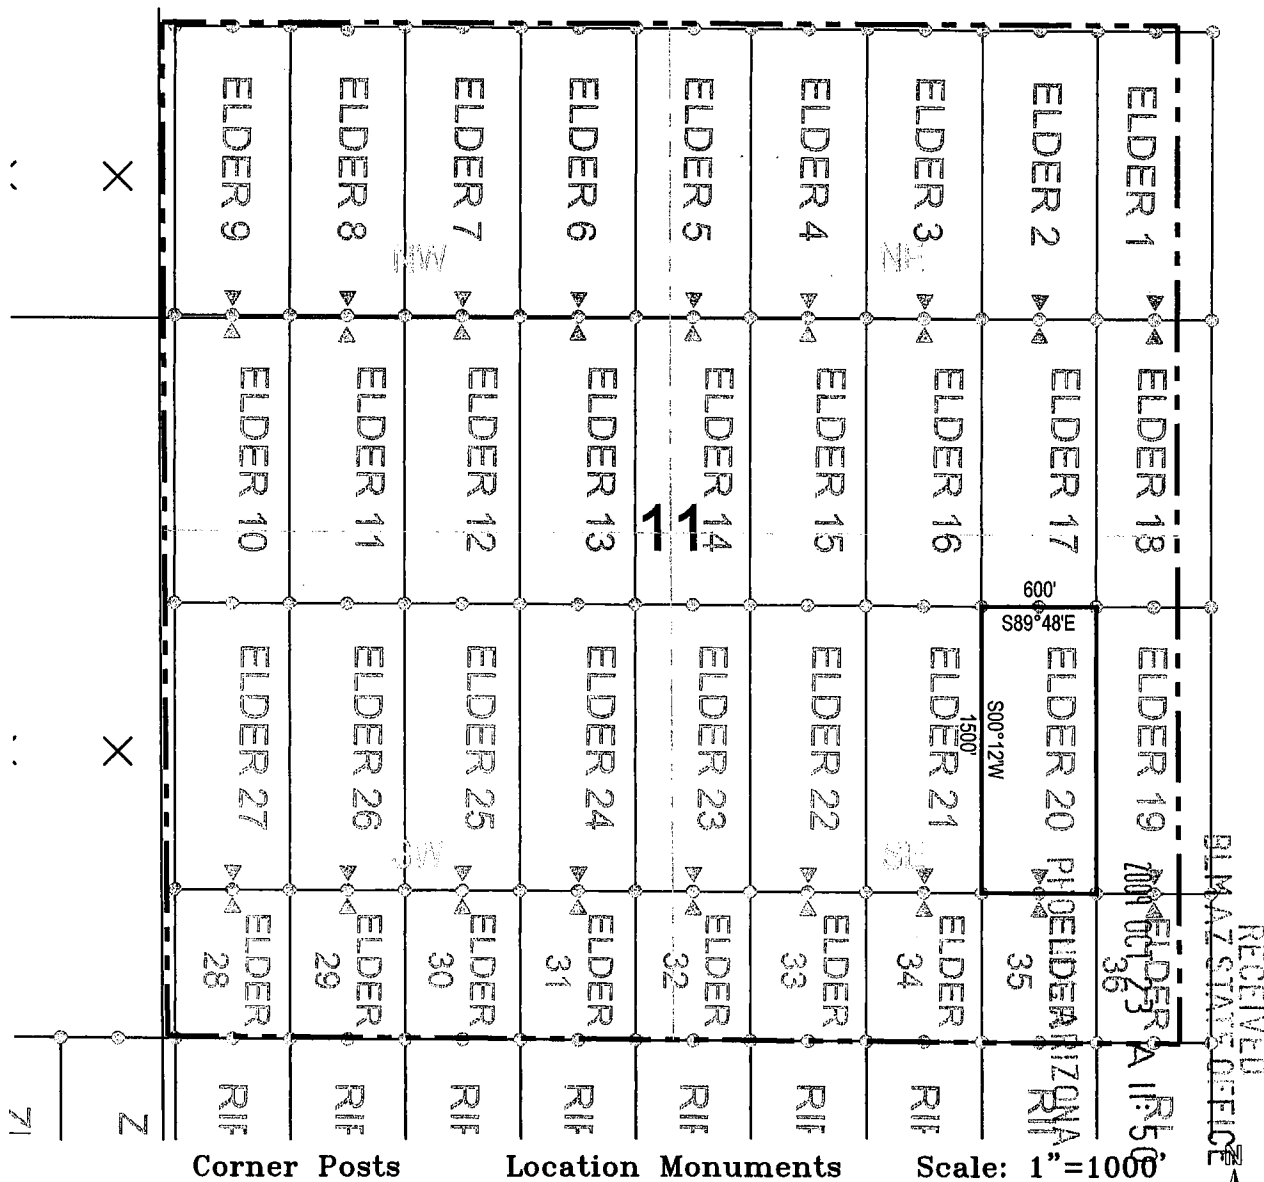 ELDER 9
ELDER 8
ELDER 7
ELDER 6
ELDER 5
ELDER 4
ELDER 3
ELDER 2
ELDER 1
NW
ELDER 10
ELDER 11
ELDER 12
ELDER 13
ELDER 14
ELDER 15
ELDER 16
ELDER 17
ELDER 18
11
600'
S89°48'E
S00°12'W
1500'
ELDER 27
ELDER 26
ELDER 25
ELDER 24
ELDER 23
ELDER 22
ELDER 21
ELDER 20
ELDER 19
SW
ELDER 28
ELDER 29
ELDER 30
ELDER 31
ELDER 32
ELDER 33
ELDER 34
ELDER 35
ELDER 36
RECEIVED
BLM AZ STATE OFFICE
2009 OCT 23 A 11:50
PHOENIX, ARIZONA
Corner Posts Location Monuments Scale: 1"=1000'